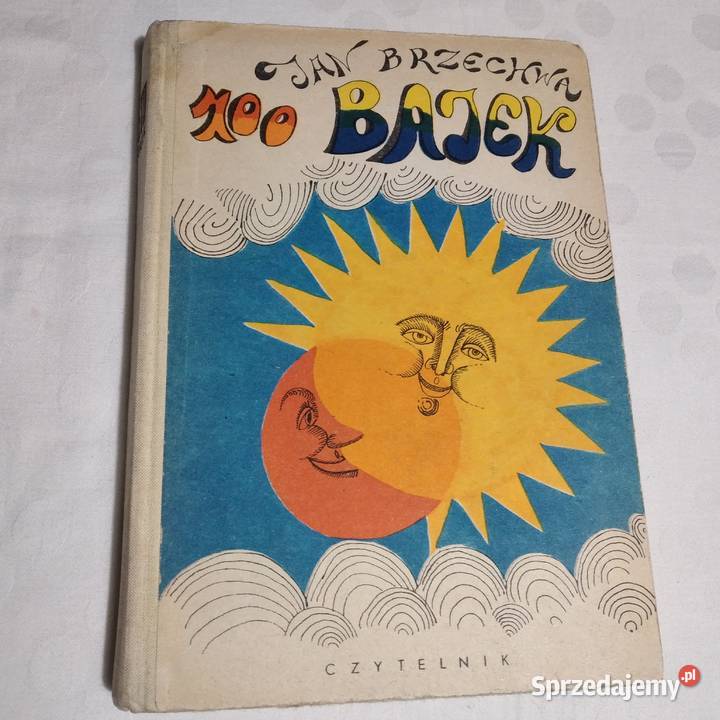 JAN BRZECHWA
100 BAJEK
CZYTELNIK
Sprzedajemy.pl